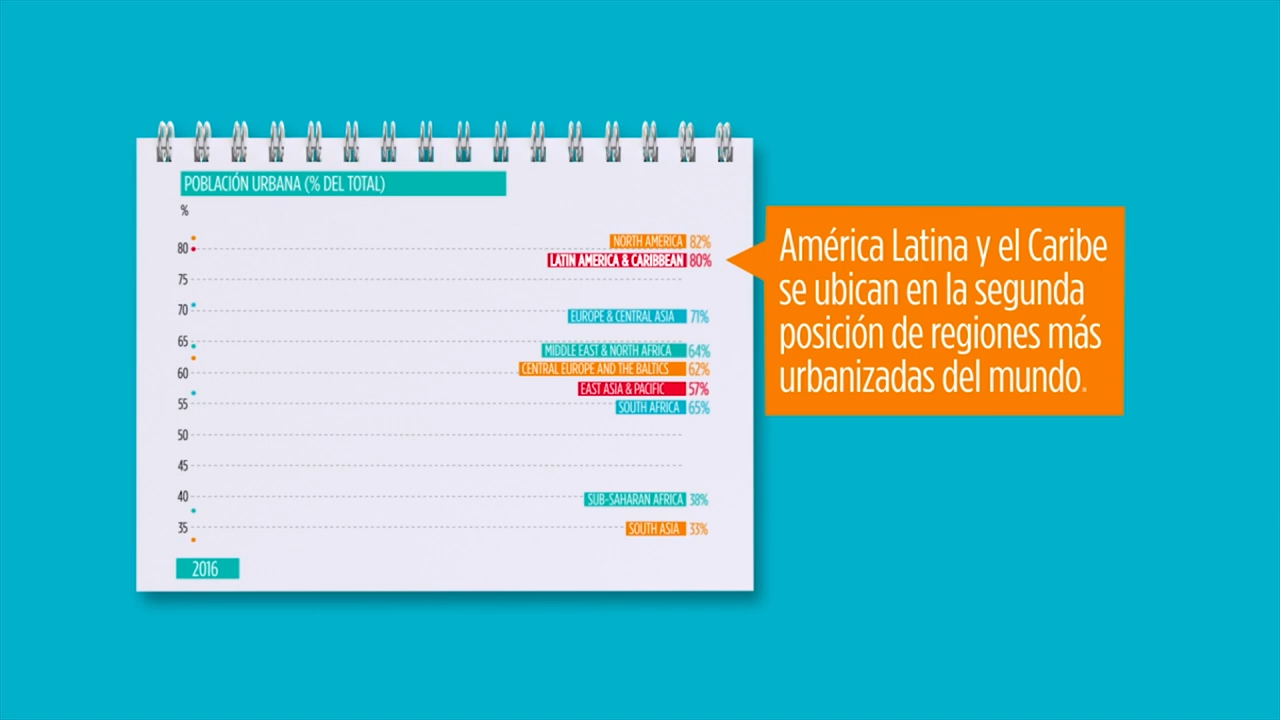 POBLACIÓN URBANA (% DEL TOTAL)
%
80
75
70
65
60
55
50
45
40
35
NORTH AMERICA 82%
LATIN AMERICA & CARIBBEAN 80%
EUROPE & CENTRAL ASIA 71%
MIDDLE EAST & NORTH AFRICA 64%
CENTRAL EUROPE AND THE BALTICS 62%
EAST ASIA & PACIFIC 57%
SOUTH AFRICA 65%
SUB-SAHARAN AFRICA 38%
SOUTH ASIA 33%
2016
América Latina y el Caribe
se ubican en la segunda
posición de regiones más
urbanizadas del mundo.